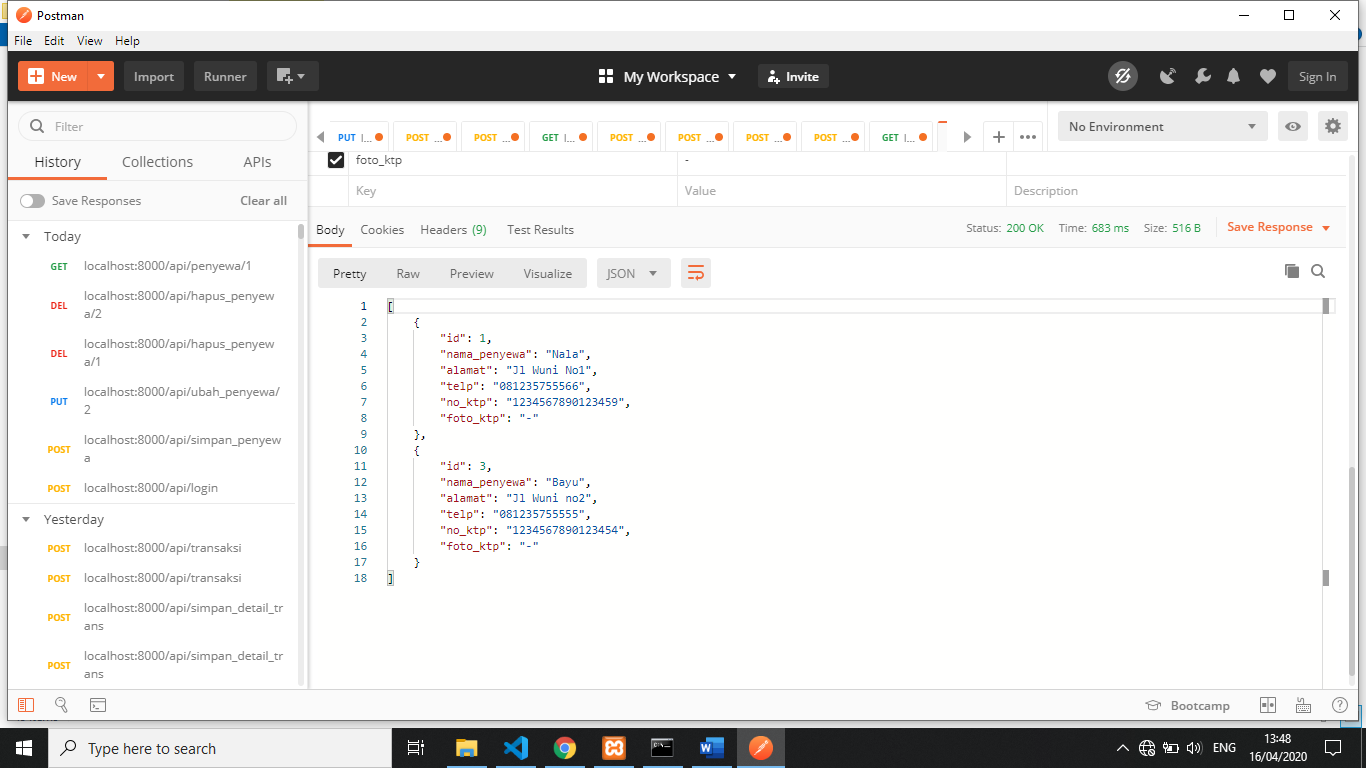 Postman
File Edit View Help
New Import Runner My Workspace Invite Sign In
Filter
History Collections APIs
Save Responses Clear all
Today
GET localhost:8000/api/penyewa/1
DEL localhost:8000/api/hapus_penyew
a/2
DEL localhost:8000/api/hapus_penyew
a/1
PUT localhost:8000/api/ubah_penyewa/
2
POST localhost:8000/api/simpan_penyew
a
POST localhost:8000/api/login
Yesterday
POST localhost:8000/api/transaksi
POST localhost:8000/api/transaksi
POST localhost:8000/api/simpan_detail_tr
ans
POST localhost:8000/api/simpan_detail_tr
ans
PUT l... POST ... POST ... GET l... POST ... POST ... POST ... POST ... GET l... No Environment
foto_ktp -
Key Value Description
Body Cookies Headers (9) Test Results Status: 200 OK Time: 683 ms Size: 516 B Save Response
Pretty Raw Preview Visualize JSON
1 [
2 {
3 "id": 1,
4 "nama_penyewa": "Nala",
5 "alamat": "Jl Wuni No1",
6 "telp": "081235755566",
7 "no_ktp": "1234567890123459",
8 "foto_ktp": "-"
9 },
10 {
11 "id": 3,
12 "nama_penyewa": "Bayu",
13 "alamat": "Jl Wuni no2",
14 "telp": "081235755555",
15 "no_ktp": "1234567890123454",
16 "foto_ktp": "-"
17 }
18 ]
Bootcamp
Type here to search
ENG
13:48
16/04/2020